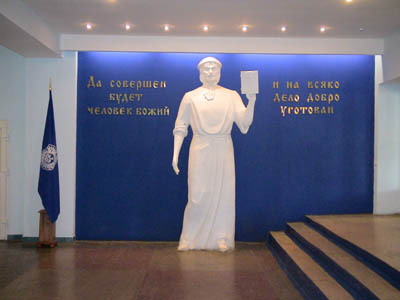 Да совершен
будет
человек божий
и на всяко
дело добро
уготован